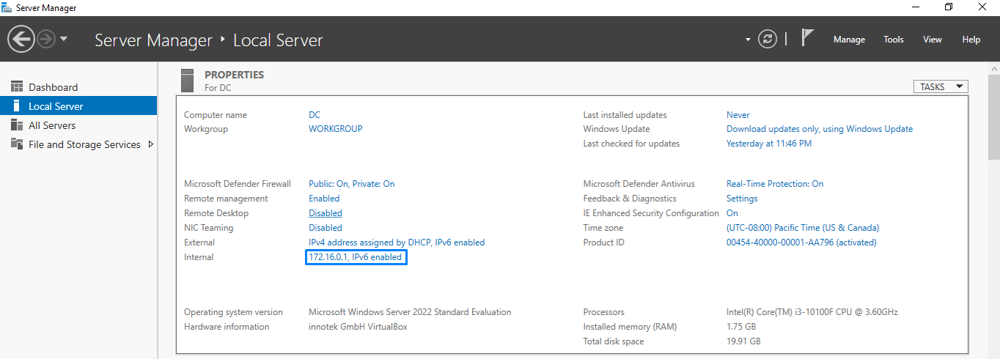 Server Manager
Server Manager ‣ Local Server
Manage Tools View Help
Dashboard
Local Server
All Servers
File and Storage Services
PROPERTIES
For DC
TASKS
Computer name DC
Workgroup WORKGROUP
Last installed updates Never
Windows Update Download updates only, using Windows Update
Last checked for updates Yesterday at 11:46 PM
Microsoft Defender Firewall Public: On, Private: On
Remote management Enabled
Remote Desktop Disabled
NIC Teaming Disabled
External IPv4 address assigned by DHCP, IPv6 enabled
Internal 172.16.0.1, IPv6 enabled
Microsoft Defender Antivirus Real-Time Protection: On
Feedback & Diagnostics Settings
IE Enhanced Security Configuration On
Time zone (UTC-08:00) Pacific Time (US & Canada)
Product ID 00454-40000-00001-AA796 (activated)
Operating system version Microsoft Windows Server 2022 Standard Evaluation
Hardware information innotek GmbH VirtualBox
Processors Intel(R) Core(TM) i3-10100F CPU @ 3.60GHz
Installed memory (RAM) 1.75 GB
Total disk space 19.91 GB